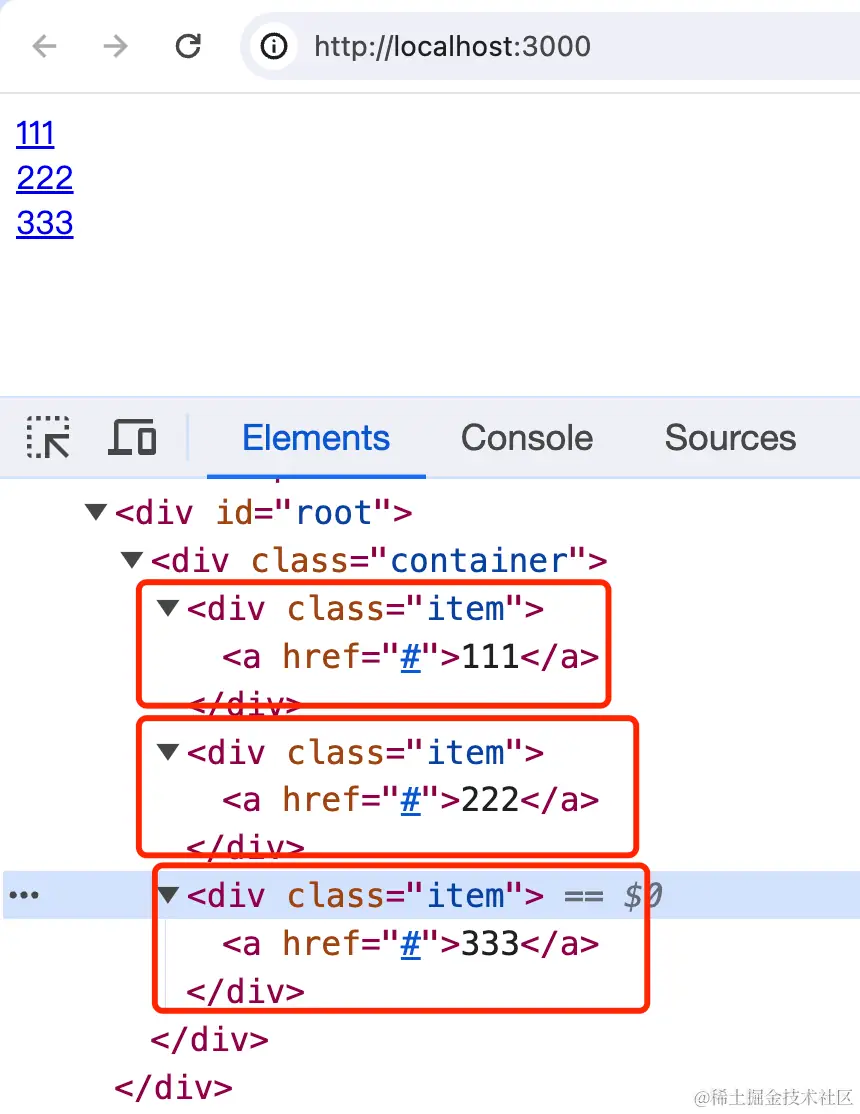 http://localhost:3000
111
222
333
Elements Console Sources
<div id="root">
<div class="container">
<div class="item">
<a href="#">111</a>
</div>
<div class="item">
<a href="#">222</a>
</div>
••• <div class="item"> == $0
<a href="#">333</a>
</div>
</div>
</div>
@稀土掘金技术社区